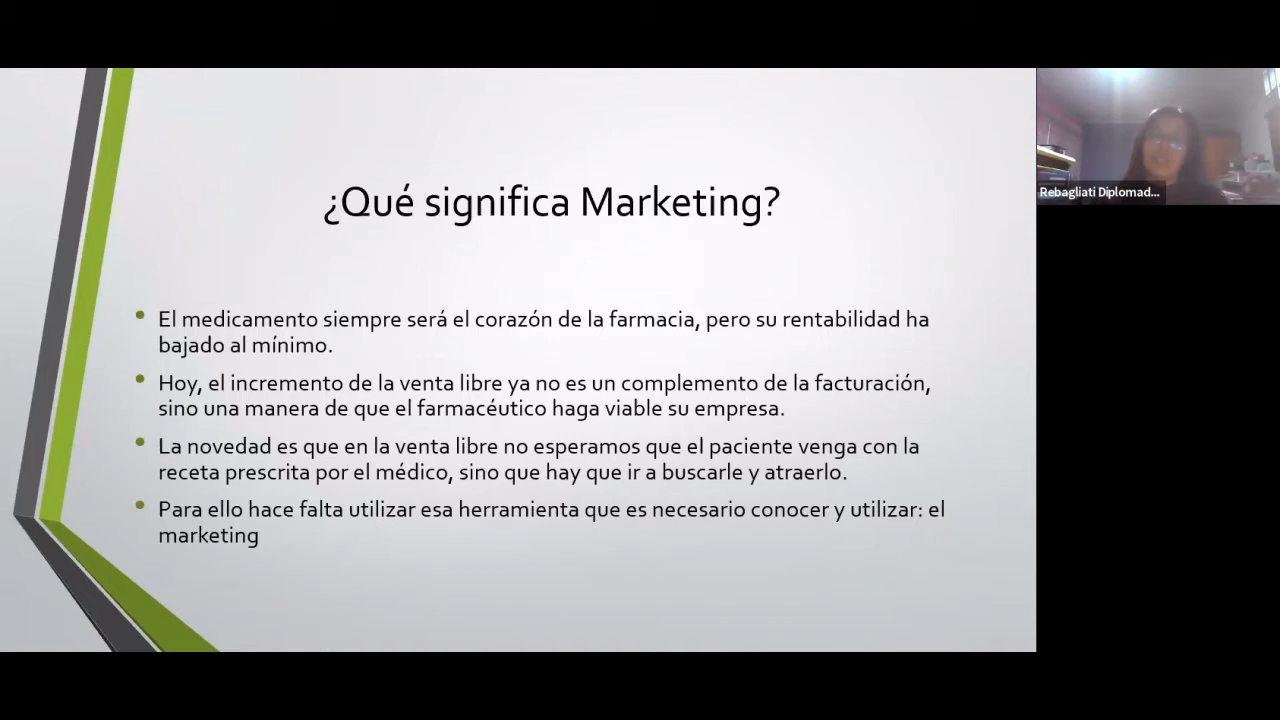 ¿Qué significa Marketing?
El medicamento siempre será el corazón de la farmacia, pero su rentabilidad ha
bajado al mínimo.
Hoy, el incremento de la venta libre ya no es un complemento de la facturación,
sino una manera de que el farmacéutico haga viable su empresa.
La novedad es que en la venta libre no esperamos que el paciente venga con la
receta prescrita por el médico, sino que hay que ir a buscarle y atraerlo.
Para ello hace falta utilizar esa herramienta que es necesario conocer y utilizar: el
marketing
Rebagliati Diplomad...